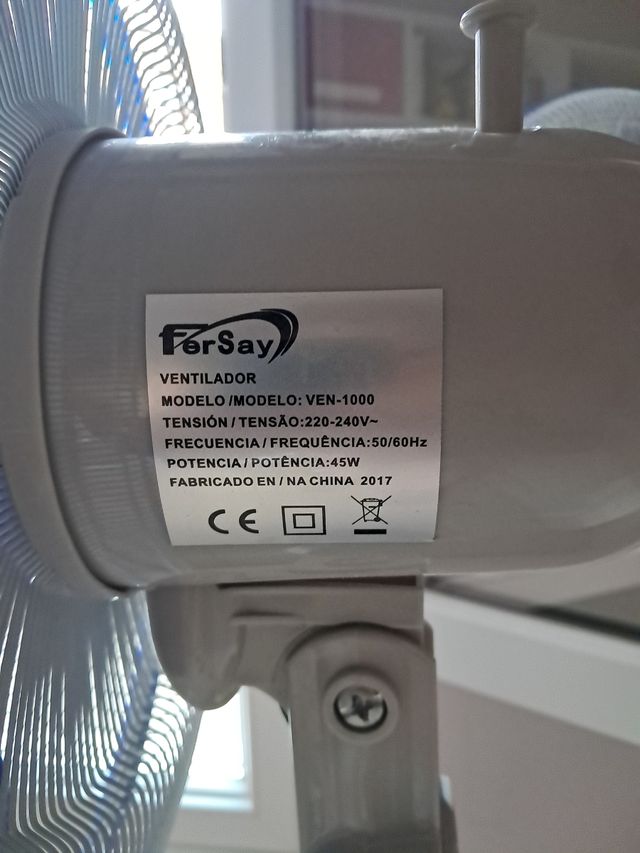 FerSay
VENTILADOR
MODELO /MODELO: VEN-1000
TENSIÓN / TENSÃO:220-240V~
FRECUENCIA / FREQUÊNCIA:50/60Hz
POTENCIA / POTÊNCIA:45W
FABRICADO EN / NA CHINA 2017
CE